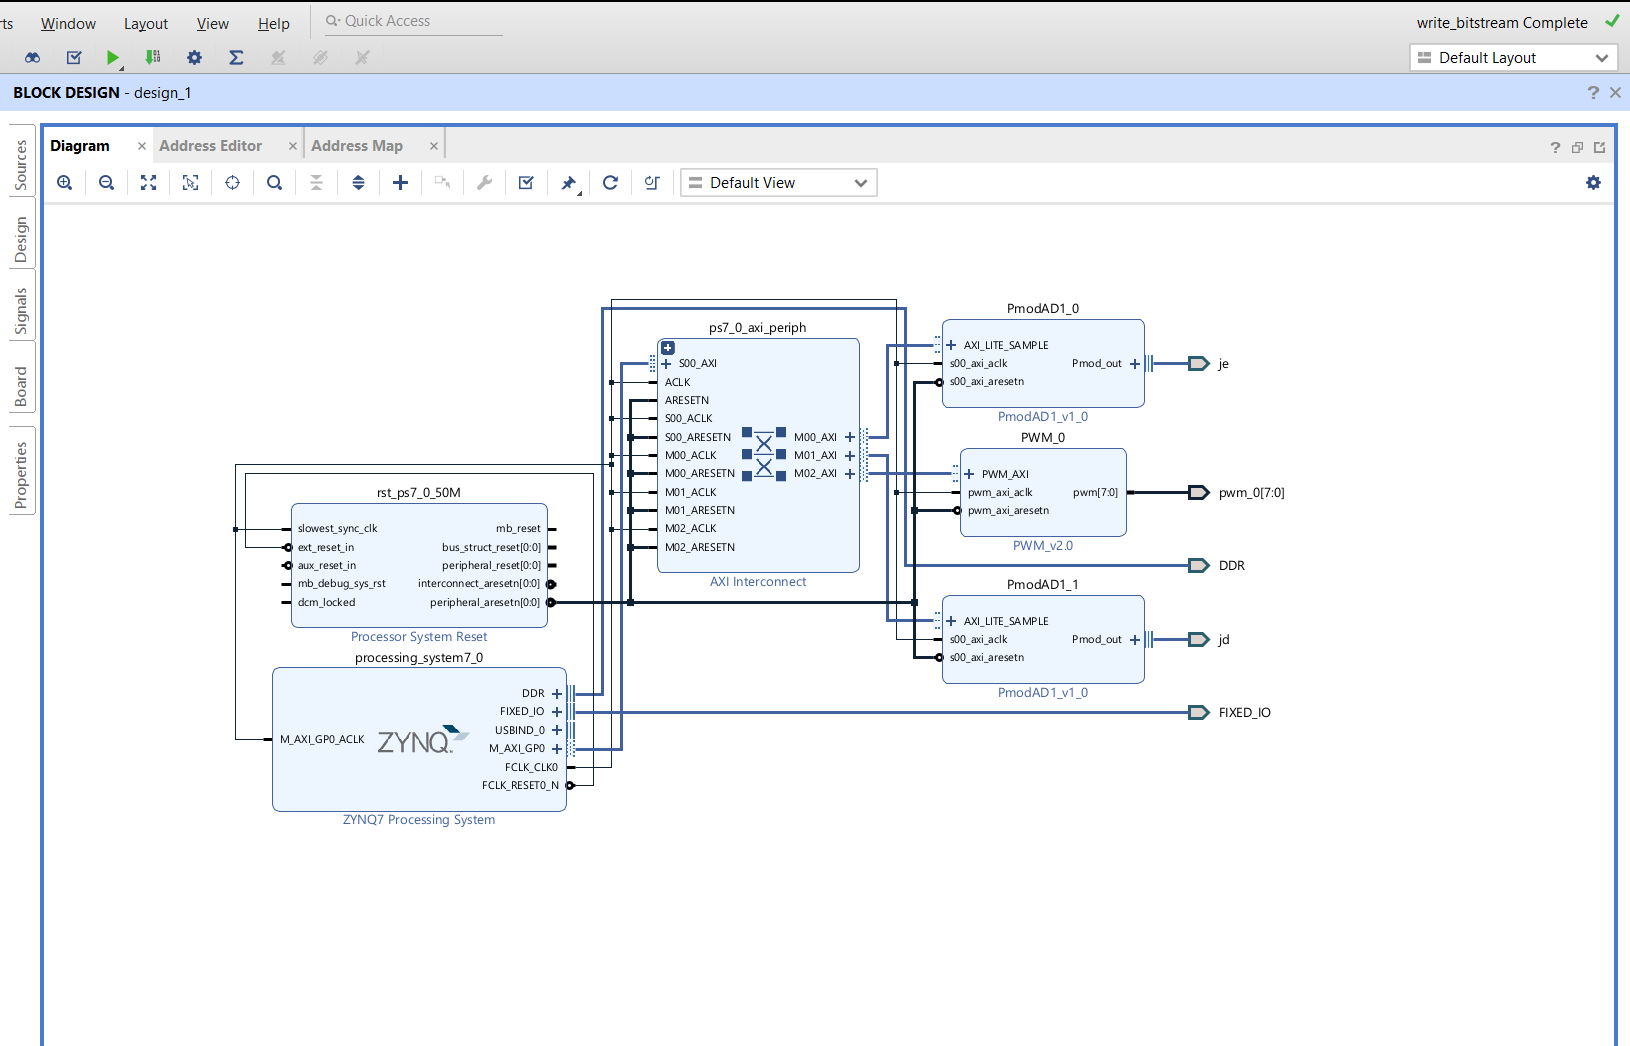 rts Window Layout View Help Quick Access write_bitstream Complete
Default Layout
BLOCK DESIGN - design_1
Sources
Design
Signals
Board
Properties
Diagram Address Editor Address Map
Default View
ps7_0_axi_periph
S00_AXI
ACLK
ARESETN
S00_ACLK
S00_ARESETN
M00_ACLK
M00_ARESETN
M01_ACLK
M01_ARESETN
M02_ACLK
M02_ARESETN
M00_AXI
M01_AXI
M02_AXI
AXI Interconnect
PmodAD1_0
AXI_LITE_SAMPLE
s00_axi_aclk
s00_axi_aresetn
Pmod_out
PmodAD1_v1_0
je
PWM_0
PWM_AXI
pwm_axi_aclk
pwm_axi_aresetn
pwm[7:0]
PWM_v2.0
pwm_0[7:0]
DDR
PmodAD1_1
AXI_LITE_SAMPLE
s00_axi_aclk
s00_axi_aresetn
Pmod_out
PmodAD1_v1_0
jd
FIXED_IO
rst_ps7_0_50M
slowest_sync_clk
ext_reset_in
aux_reset_in
mb_debug_sys_rst
dcm_locked
mb_reset
bus_struct_reset[0:0]
peripheral_reset[0:0]
interconnect_aresetn[0:0]
peripheral_aresetn[0:0]
Processor System Reset
processing_system7_0
M_AXI_GP0_ACLK
ZYNQ
DDR
FIXED_IO
USBIND_0
M_AXI_GP0
FCLK_CLK0
FCLK_RESET0_N
ZYNQ7 Processing System